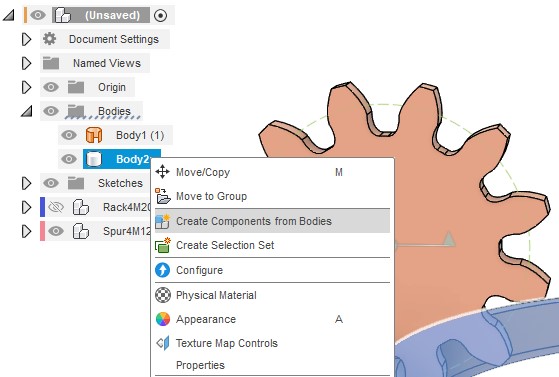 (Unsaved)
Document Settings
Named Views
Origin
Bodies
Body1 (1)
Body2
Sketches
Rack4M20
Spur4M12
Move/Copy M
Move to Group
Create Components from Bodies
Create Selection Set
Configure
Physical Material
Appearance A
Texture Map Controls
Properties